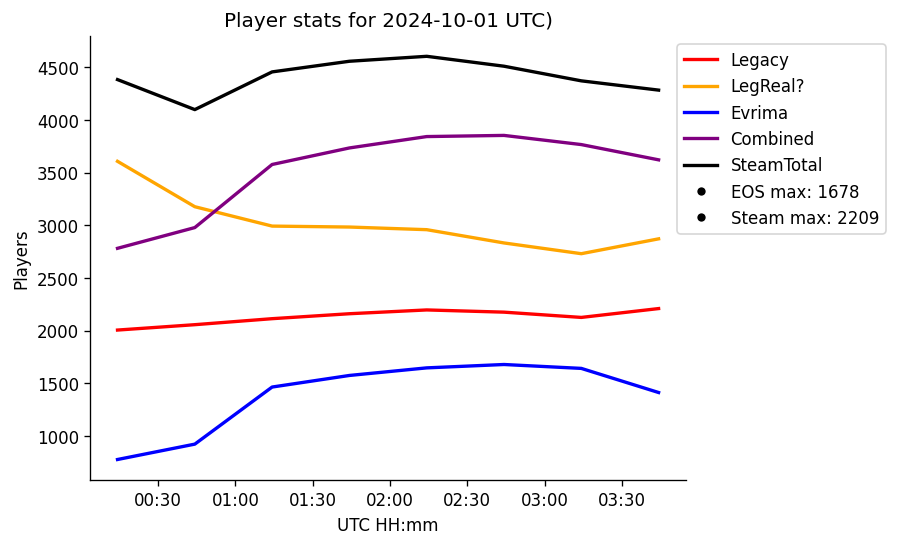 Player stats for 2024-10-01 UTC)
Players
4500
4000
3500
3000
2500
2000
1500
1000
00:30 01:00 01:30 02:00 02:30 03:00 03:30
UTC HH:mm
Legacy
LegReal?
Evrima
Combined
SteamTotal
EOS max: 1678
Steam max: 2209